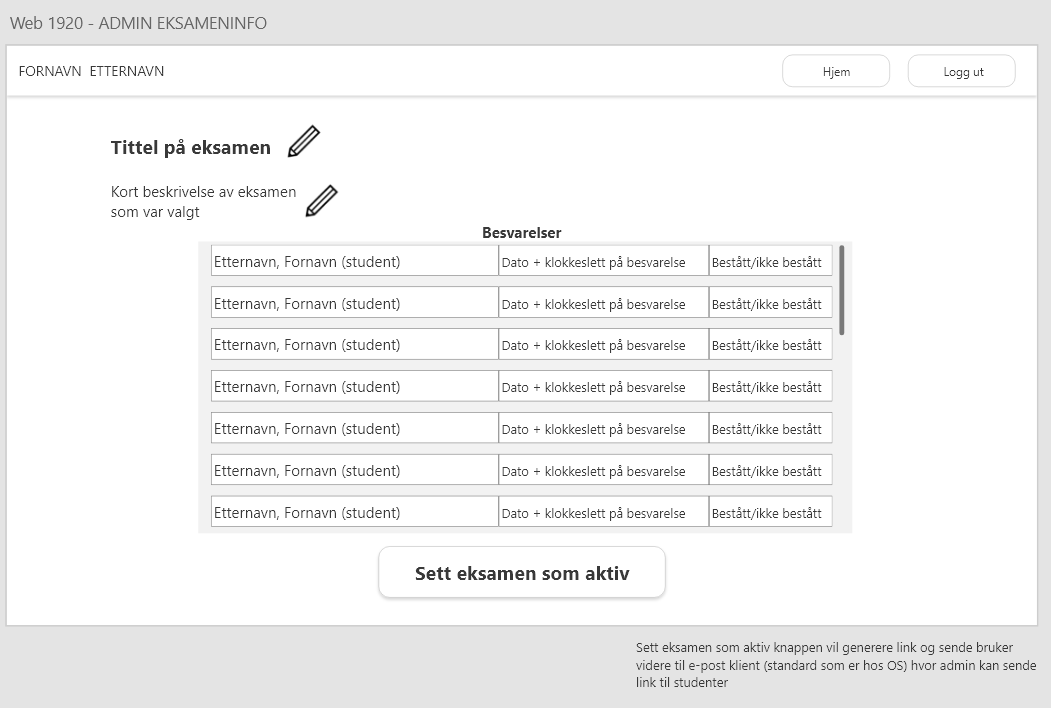 Web 1920 - ADMIN EKSAMENINFO
FORNAVN ETTERNAVN
Hjem
Logg ut
Tittel på eksamen
Kort beskrivelse av eksamen
som var valgt
Besvarelser
Etternavn, Fornavn (student) Dato + klokkeslett på besvarelse Bestått/ikke bestått
Etternavn, Fornavn (student) Dato + klokkeslett på besvarelse Bestått/ikke bestått
Etternavn, Fornavn (student) Dato + klokkeslett på besvarelse Bestått/ikke bestått
Etternavn, Fornavn (student) Dato + klokkeslett på besvarelse Bestått/ikke bestått
Etternavn, Fornavn (student) Dato + klokkeslett på besvarelse Bestått/ikke bestått
Etternavn, Fornavn (student) Dato + klokkeslett på besvarelse Bestått/ikke bestått
Etternavn, Fornavn (student) Dato + klokkeslett på besvarelse Bestått/ikke bestått
Sett eksamen som aktiv
Sett eksamen som aktiv knappen vil generere link og sende bruker
videre til e-post klient (standard som er hos OS) hvor admin kan sende
link til studenter